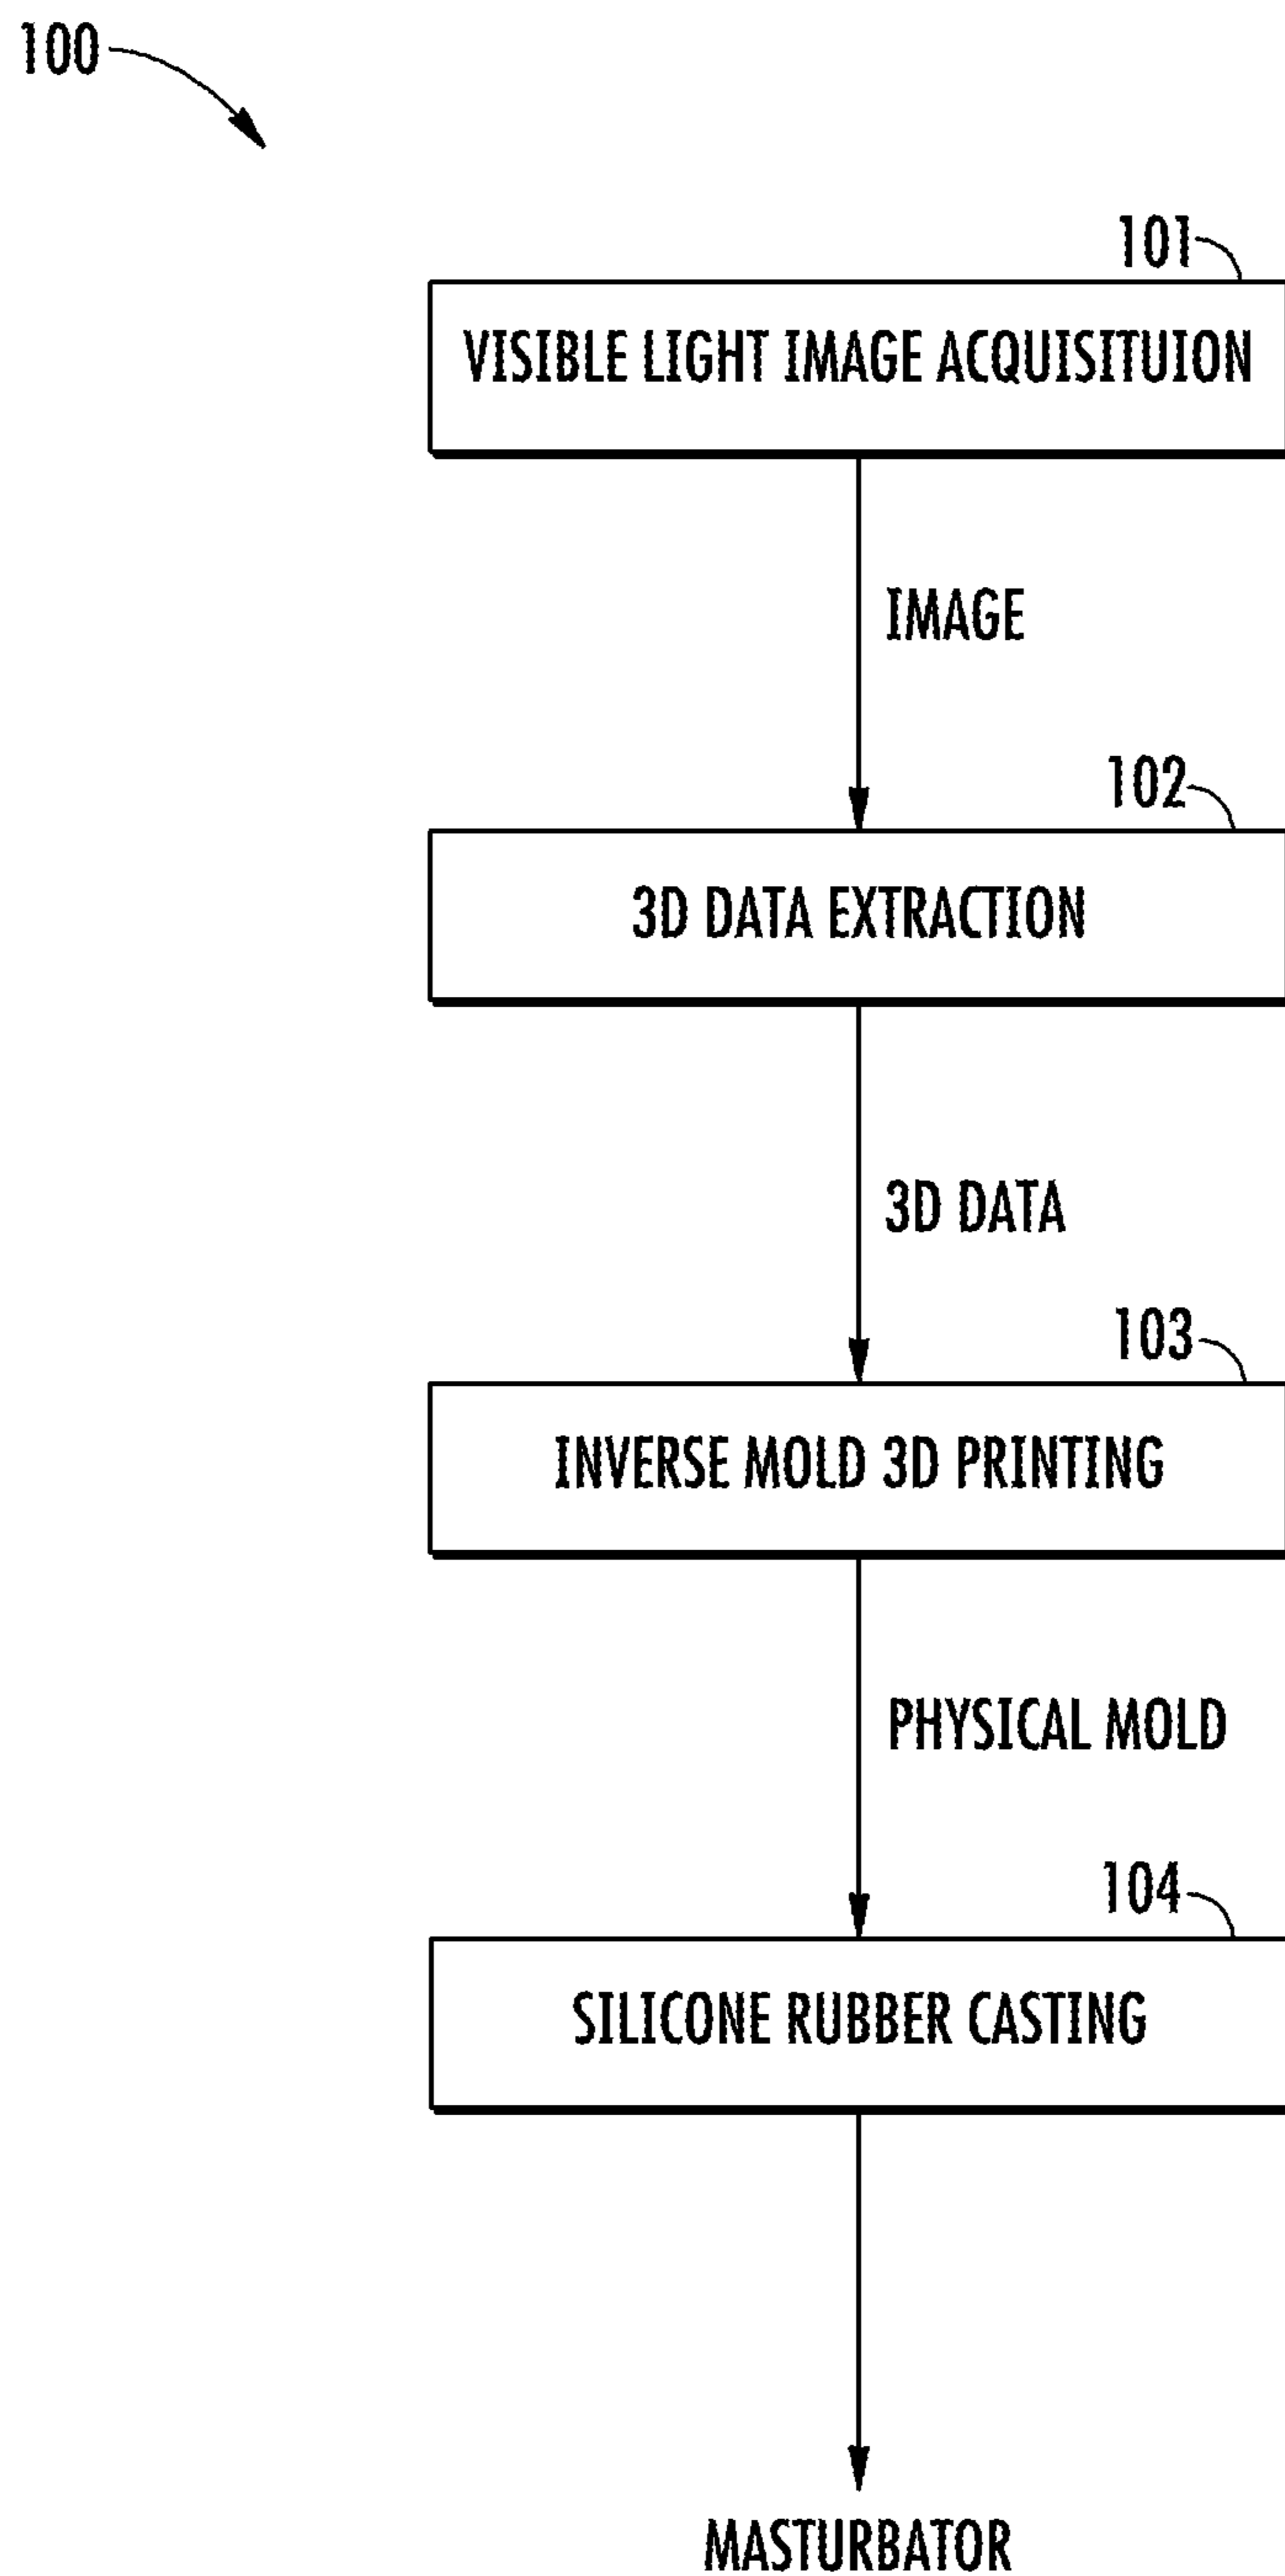 100
101
VISIBLE LIGHT IMAGE ACQUISITUION
IMAGE
102
3D DATA EXTRACTION
3D DATA
103
INVERSE MOLD 3D PRINTING
PHYSICAL MOLD
104
SILICONE RUBBER CASTING
MASTURBATOR